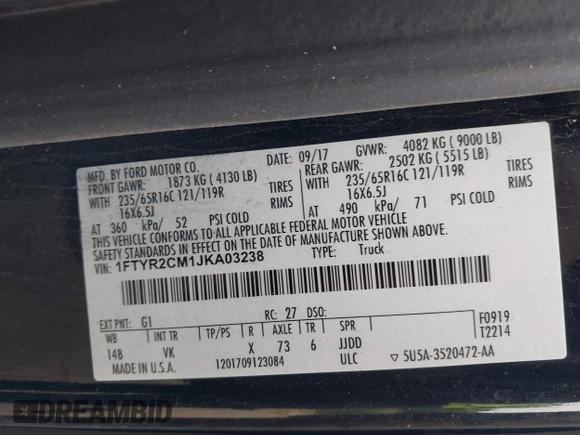 MFD. BY FORD MOTOR CO.
DATE: 09/17
GVWR: 4082 KG ( 9000 LB)
FRONT GAWR: 1873 KG ( 4130 LB)
REAR GAWR: 2502 KG ( 5515 LB)
WITH 235/65R16C 121/119R TIRES
WITH 235/65R16C 121/119R TIRES
16X6.5J RIMS
16X6.5J RIMS
AT 360 kPa/ 52 PSI COLD
AT 490 kPa/ 71 PSI COLD
THIS VEHICLE CONFORMS TO ALL APPLICABLE FEDERAL MOTOR VEHICLE
SAFETY STANDARDS IN EFFECT ON THE DATE OF MANUFACTURE SHOWN ABOVE.
VIN: 1FTYR2CM1JKA03238
TYPE: Truck
EXT PNT: G1 RC: 27 DSO:
F0919
T2214
WB INT TR TP/PS R AXLE TR SPR
148 VK X 73 6 JJDD
MADE IN U.S.A. 1201709123084 ULC
▽ 5U5A-3520472-AA
DREAMBID